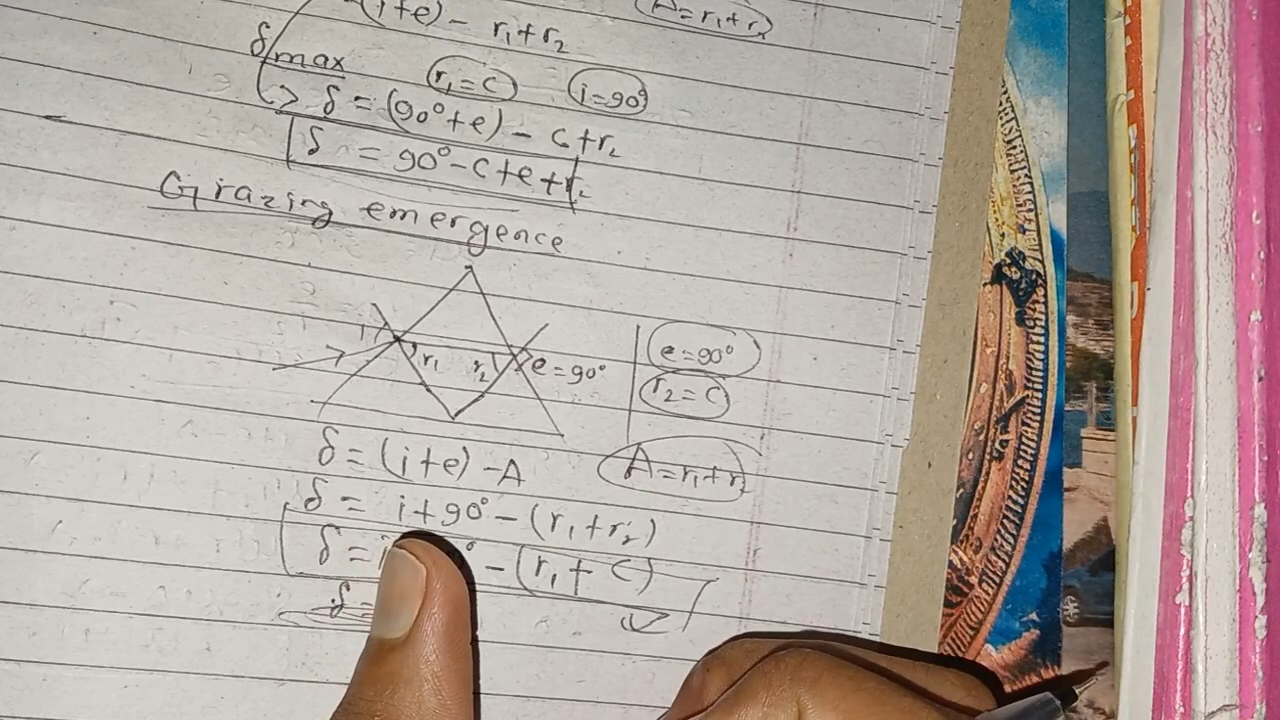 (i+e) - r₁+r₂
A=r₁+r₂
δmax
r₁=c i=90°
δ = (90°+e) - c+r₂
δ = 90°-c+e+r₂
Grazing emergence
i r₁ r₂ e=90°
e=90°
r₂=c
δ = (i+e) -A A=r₁+r₂
δ = i+90° - (r₁+r₂)
δ = ° - (r₁+ c)
δ =